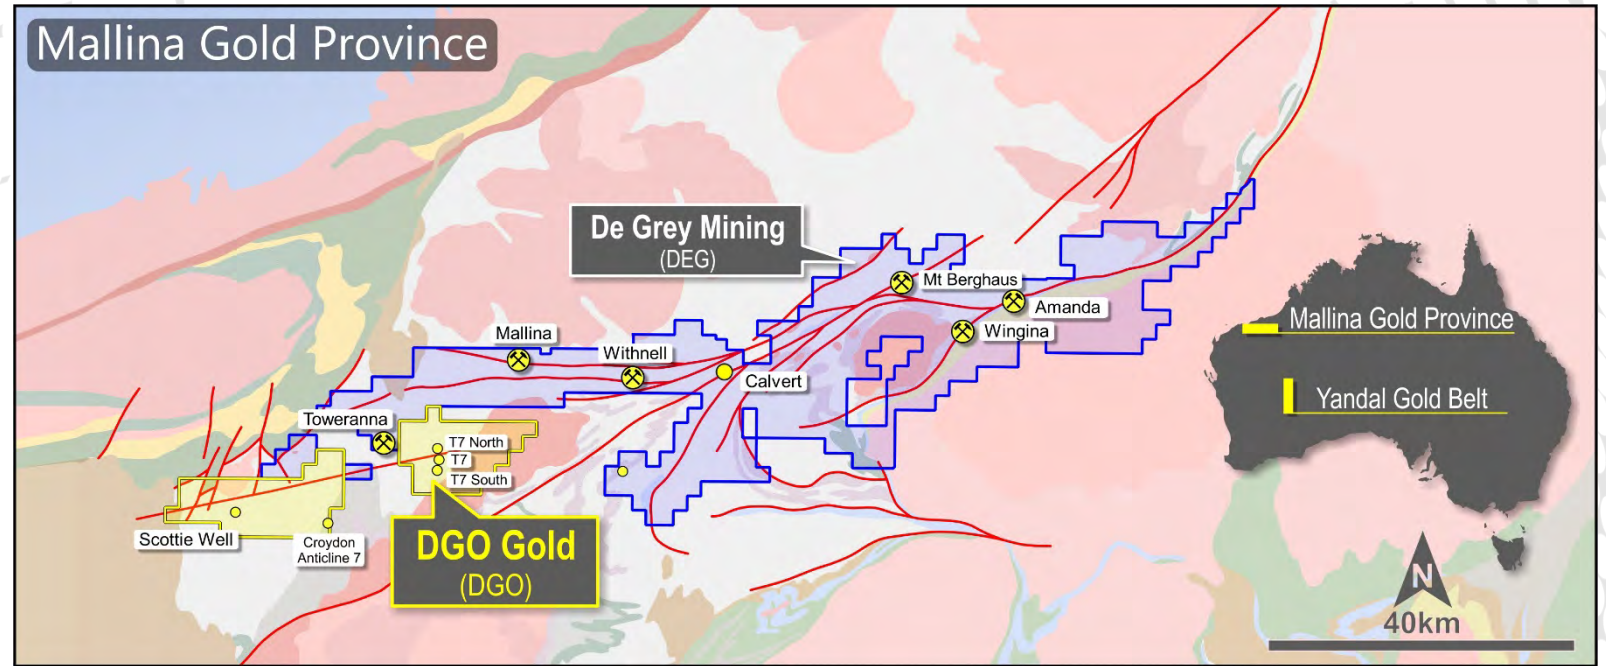 Mallina Gold Province
De Grey Mining
(DEG)
Mt Berghaus
Amanda
Wingina
Mallina
Withnell
Calvert
Toweranna
T7 North
T7
T7 South
Scottie Well
Croydon
Anticline 7
DGO Gold
(DGO)
Mallina Gold Province
Yandal Gold Belt
N
40km